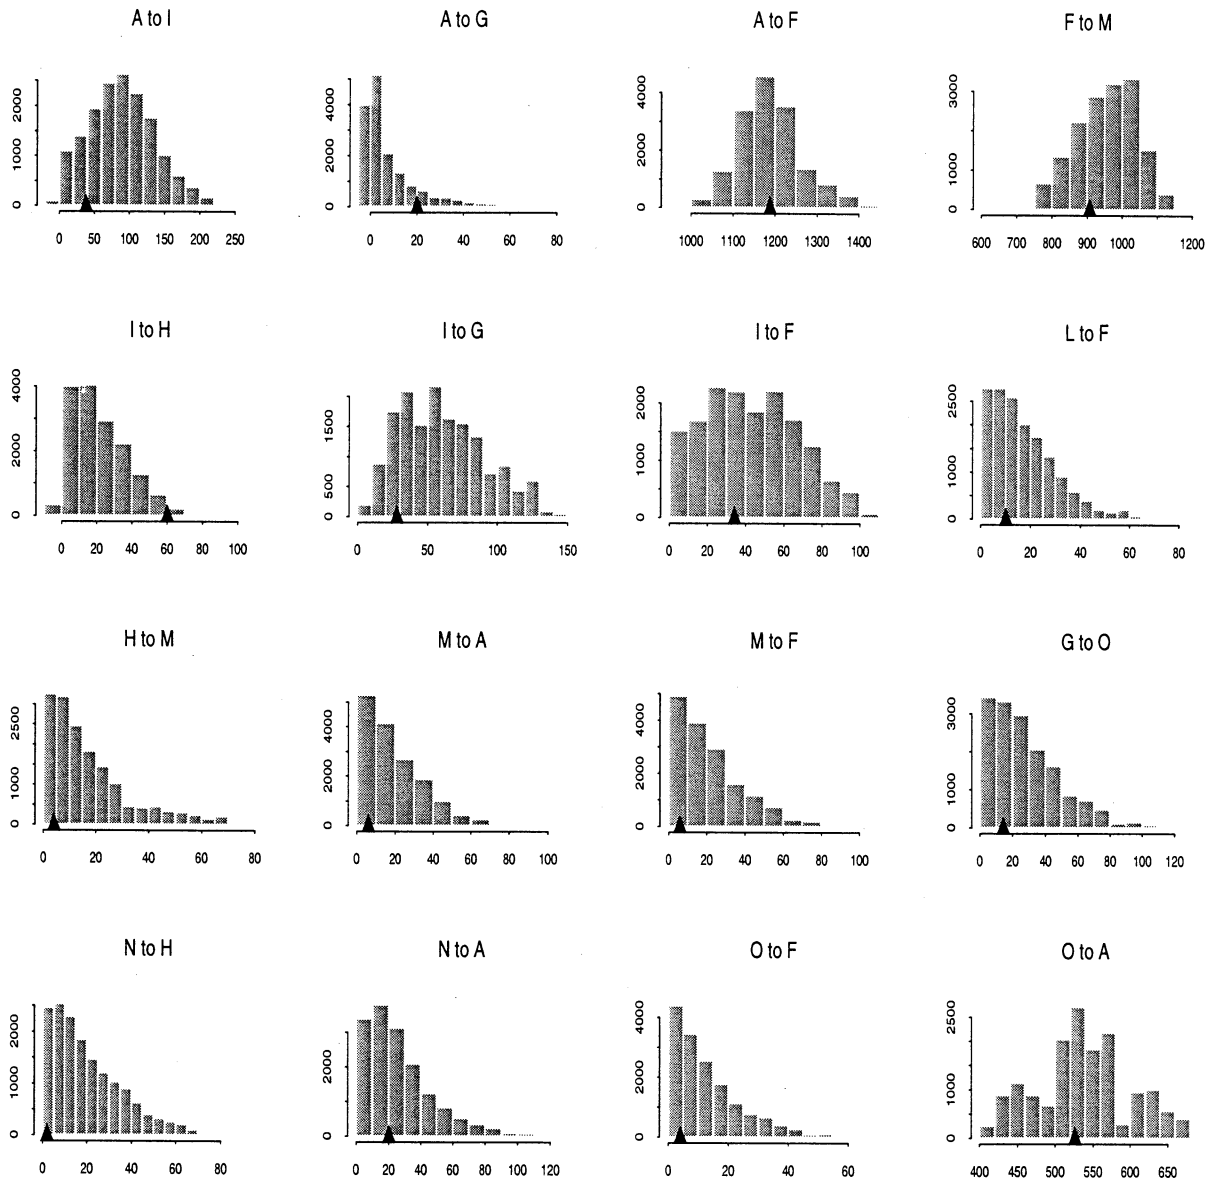 A to I
A to G
A to F
F to M
0 1000 2000
0 50 100 150 200 250
0 2000 4000
0 20 40 60 80
0 2000 4000
1000 1100 1200 1300 1400
0 1000 3000
600 700 800 900 1000 1200
I to H
I to G
I to F
L to F
0 2000 4000
0 20 40 60 80 100
0 500 1500
50 100 150
0 1000 2000
0 20 40 60 80 100
0 1000 2500
0 20 40 60 80
H to M
M to A
M to F
G to O
0 1000 2500
0 20 40 60 80
0 2000 4000
0 20 40 60 80 100
0 2000 4000
0 20 40 60 80 100
0 1000 3000
0 20 40 60 80 100 120
N to H
N to A
O to F
O to A
0 1000 2000
0 20 40 60 80
0 2000
0 20 40 60 80 100 120
0 2000 4000
0 20 40 60
0 1000 2500
400 450 500 550 600 650